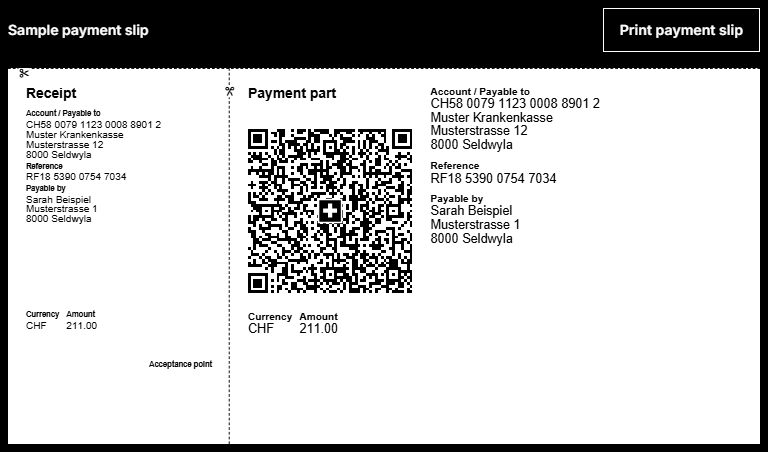 Sample payment slip
Print payment slip
Receipt
Account / Payable to
CH58 0079 1123 0008 8901 2
Muster Krankenkasse
Musterstrasse 12
8000 Seldwyla
Reference
RF18 5390 0754 7034
Payable by
Sarah Beispiel
Musterstrasse 1
8000 Seldwyla
Currency Amount
CHF 211.00
Acceptance point
Payment part
Currency Amount
CHF 211.00
Account / Payable to
CH58 0079 1123 0008 8901 2
Muster Krankenkasse
Musterstrasse 12
8000 Seldwyla
Reference
RF18 5390 0754 7034
Payable by
Sarah Beispiel
Musterstrasse 1
8000 Seldwyla